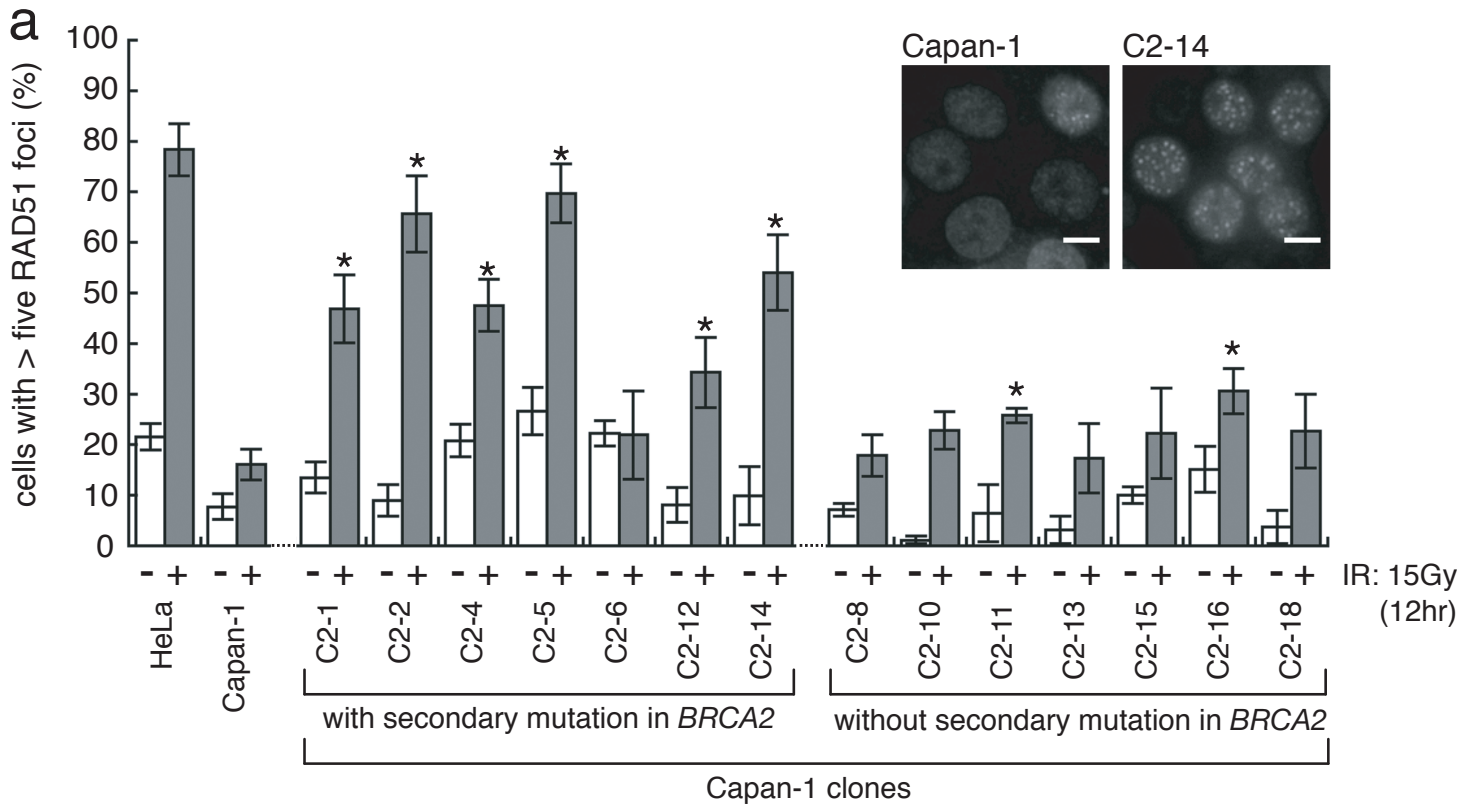 a
cells with > five RAD51 foci (%)
100
90
80
70
60
50
40
30
20
10
0
Capan-1
C2-14
* * * * * * * *
- + - + - + - + - + - + - + - + - + - + - + - + - + - + - + - + IR: 15Gy
(12hr)
HeLa
Capan-1
C2-1
C2-2
C2-4
C2-5
C2-6
C2-12
C2-14
C2-8
C2-10
C2-11
C2-13
C2-15
C2-16
C2-18
with secondary mutation in BRCA2
without secondary mutation in BRCA2
Capan-1 clones